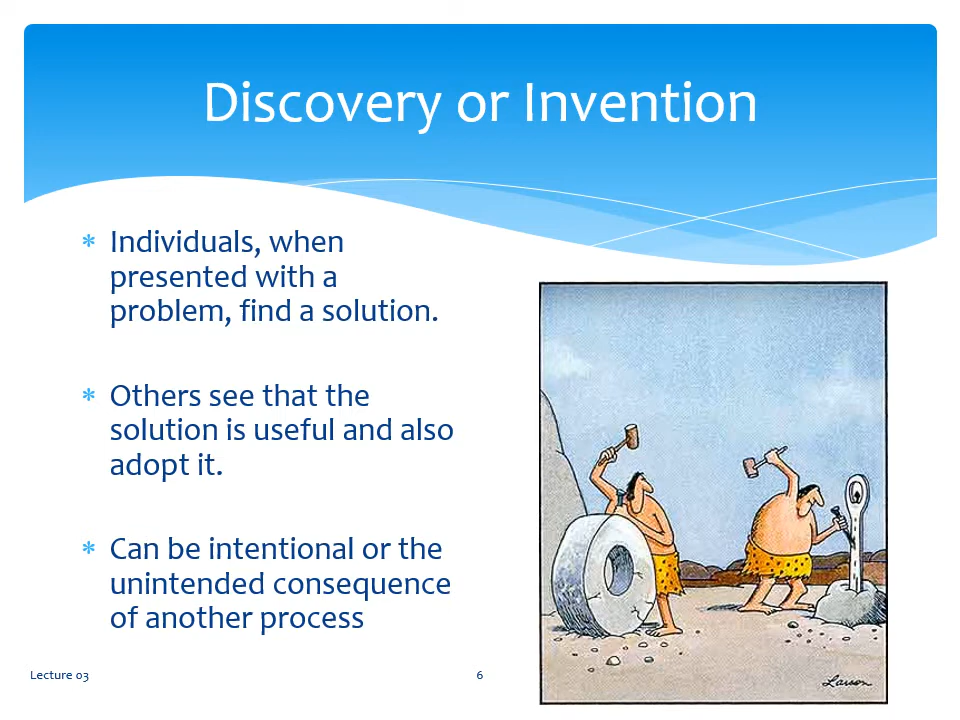 Discovery or Invention
* Individuals, when
presented with a
problem, find a solution.
* Others see that the
solution is useful and also
adopt it.
* Can be intentional or the
unintended consequence
of another process
Larson
Lecture 03
6